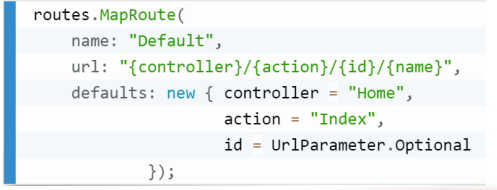 routes.MapRoute(
    name: "Default",
    url: "{controller}/{action}/{id}/{name}",
    defaults: new { controller = "Home",
                    action = "Index",
                    id = UrlParameter.Optional
            });